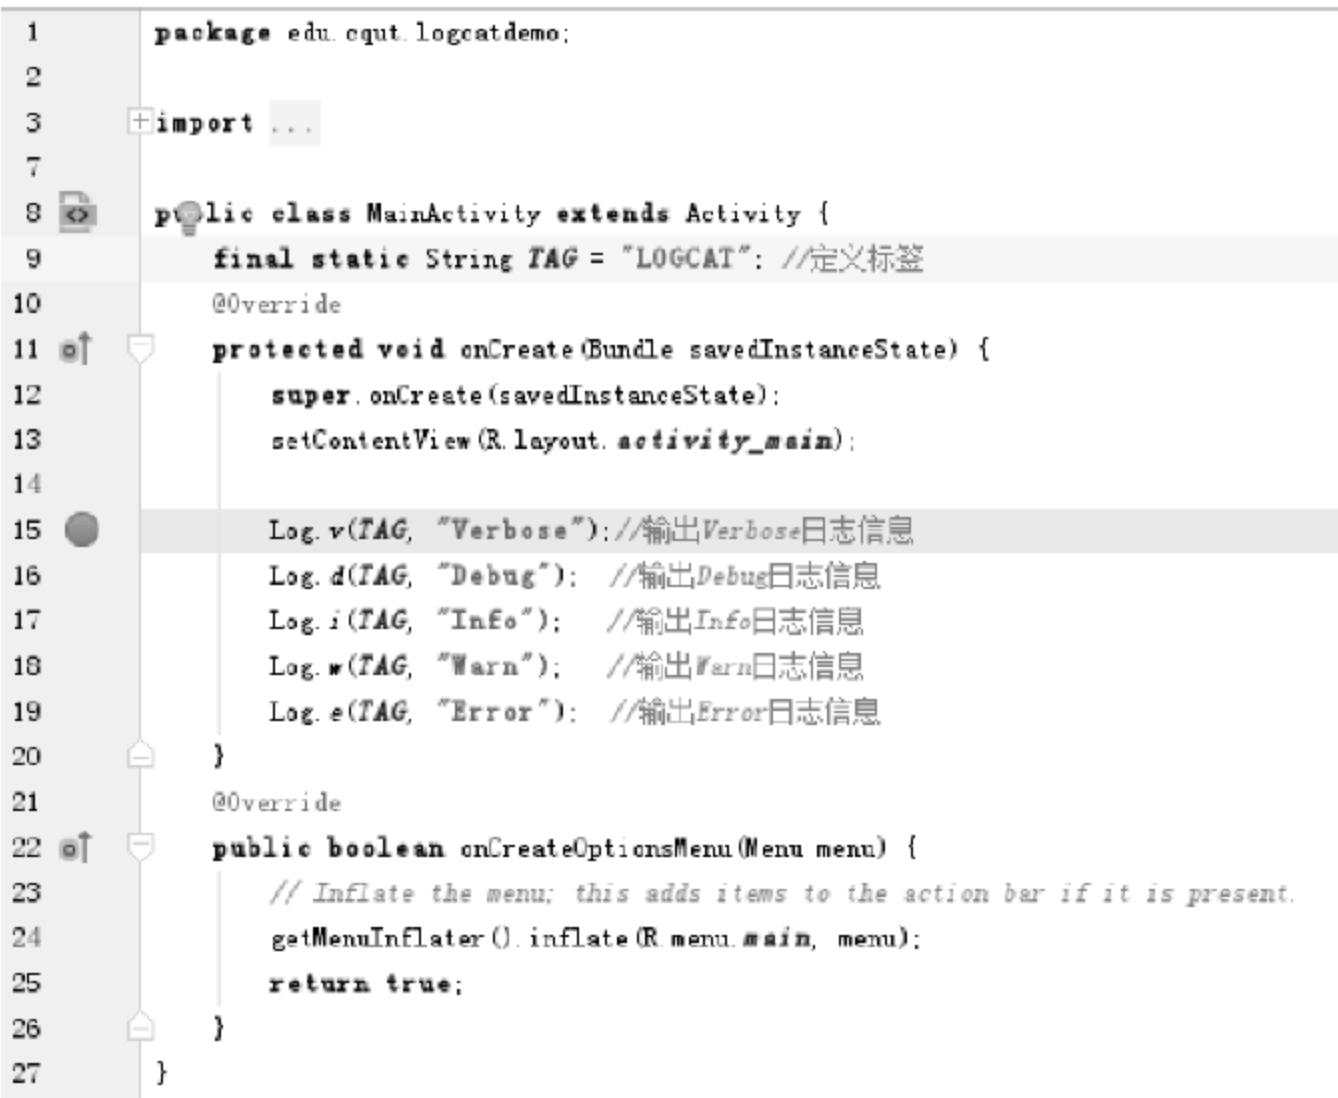 1 package edu.cqut.logcatdemo;
2
3 import ...
7
8 public class MainActivity extends Activity {
9 final static String TAG = "LOGCAT"; //定义标签
10 @Override
11 protected void onCreate(Bundle savedInstanceState) {
12 super.onCreate(savedInstanceState);
13 setContentView(R.layout.activity_main);
14
15 Log.v(TAG, "Verbose");//输出Verbose日志信息
16 Log.d(TAG, "Debug"); //输出Debug日志信息
17 Log.i(TAG, "Info"); //输出Info日志信息
18 Log.w(TAG, "Warn"); //输出Warn日志信息
19 Log.e(TAG, "Error"); //输出Error日志信息
20 }
21 @Override
22 public boolean onCreateOptionsMenu(Menu menu) {
23 // Inflate the menu; this adds items to the action bar if it is present.
24 getMenuInflater().inflate(R.menu.main, menu);
25 return true;
26 }
27 }